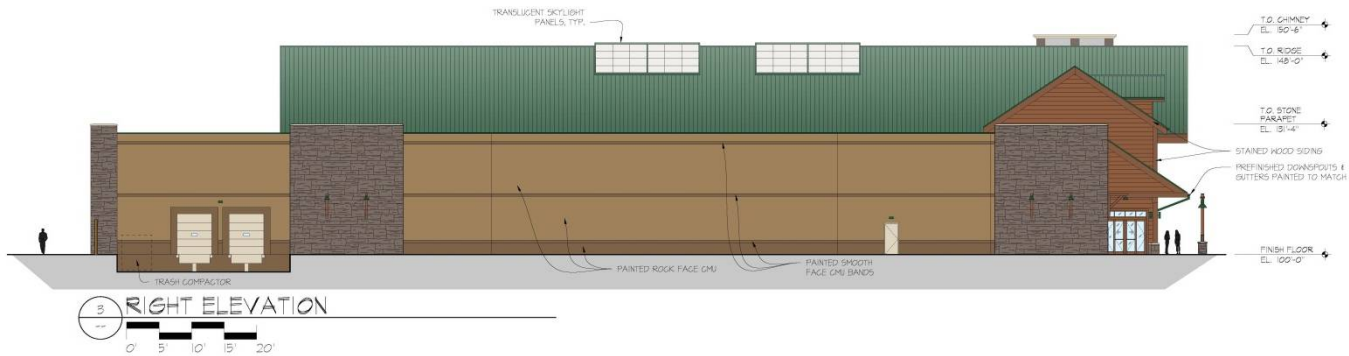 TRANSLUCENT SKYLIGHT
PANELS, TYP.
T.O. CHIMNEY
EL. 150'-6"
T.O. RIDGE
EL. 148'-0"
T.O. STONE
PARAPET
EL. 131'-4"
STAINED WOOD SIDING
PREFINISHED DOWNSPOUTS &
GUTTERS PAINTED TO MATCH
FINISH FLOOR
EL. 100'-0"
TRASH COMPACTOR
PAINTED ROCK FACE CMU
PAINTED SMOOTH
FACE CMU BANDS
3
--
RIGHT ELEVATION
0' 5' 10' 15' 20'